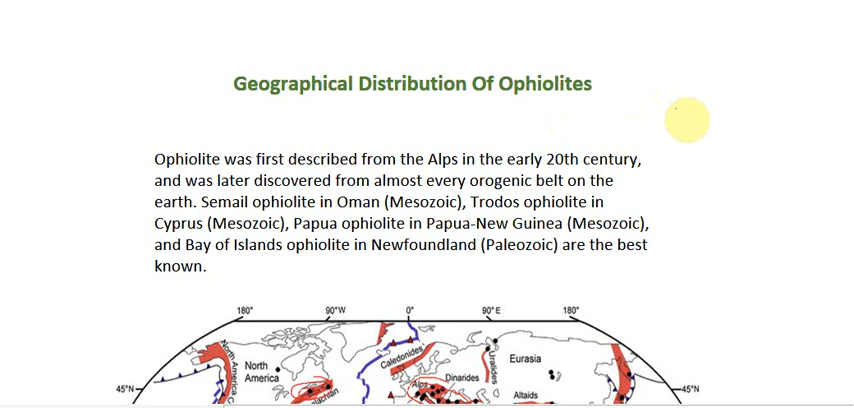 Geographical Distribution Of Ophiolites
Ophiolite was first described from the Alps in the early 20th century,
and was later discovered from almost every orogenic belt on the
earth. Semail ophiolite in Oman (Mesozoic), Trodos ophiolite in
Cyprus (Mesozoic), Papua ophiolite in Papua-New Guinea (Mesozoic),
and Bay of Islands ophiolite in Newfoundland (Paleozoic) are the best
known.
180° 90°W 0° 90°E 180°
North America C
North
America
Caledonides
Uralides
Eurasia
Alps
Dinarides
Altaids
45°N
45°N